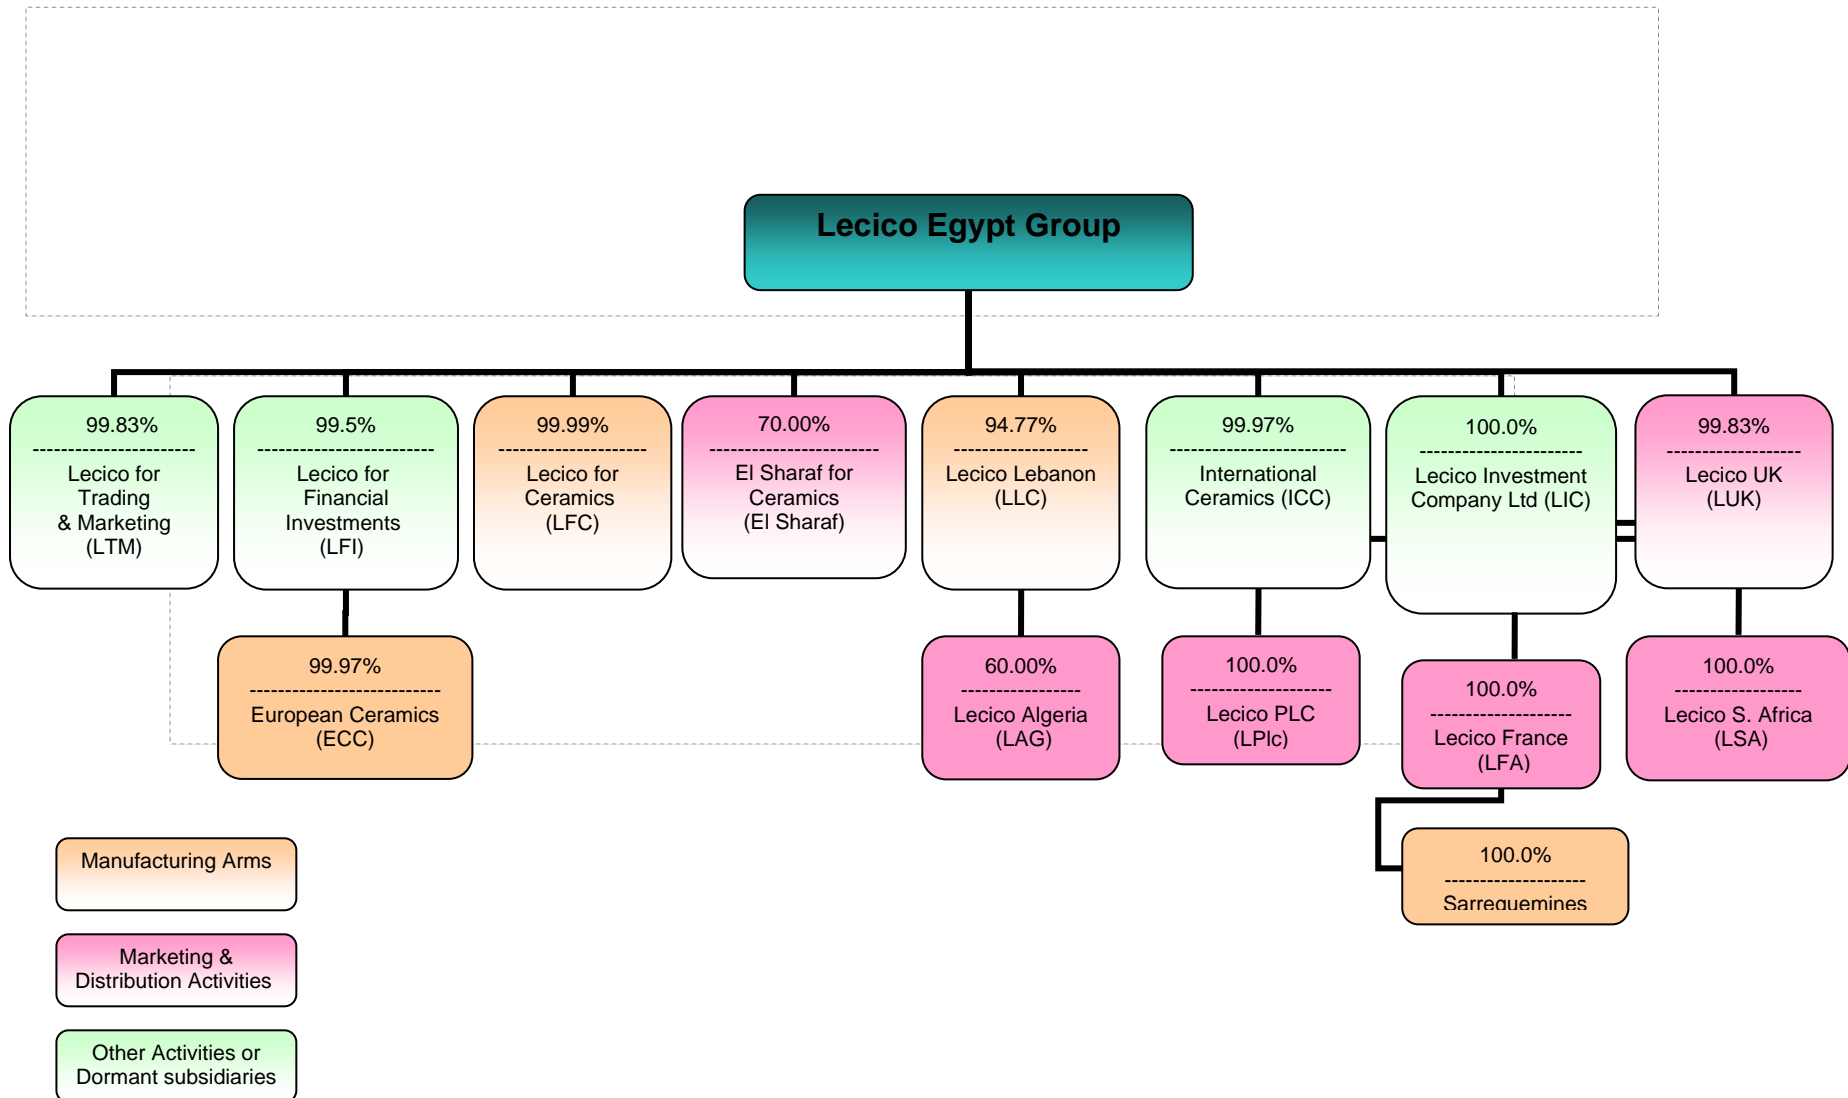 Lecico Egypt Group
99.83%
-----------------------
Lecico for
Trading
& Marketing
(LTM)
99.5%
-------------------------
Lecico for
Financial
Investments
(LFI)
99.99%
---------------------
Lecico for
Ceramics
(LFC)
70.00%
------------------------
El Sharaf for
Ceramics
(El Sharaf)
94.77%
-------------------
Lecico Lebanon
(LLC)
99.97%
-------------------------
International
Ceramics (ICC)
100.0%
-----------------------
Lecico Investment
Company Ltd (LIC)
99.83%
-------------------
Lecico UK
(LUK)
99.97%
---------------------------
European Ceramics
(ECC)
60.00%
-----------------
Lecico Algeria
(LAG)
100.0%
--------------------
Lecico PLC
(LPlc)
100.0%
--------------------
Lecico France
(LFA)
100.0%
------------------
Lecico S. Africa
(LSA)
100.0%
--------------------
Sarreguemines
Manufacturing Arms
Marketing &
Distribution Activities
Other Activities or
Dormant subsidiaries